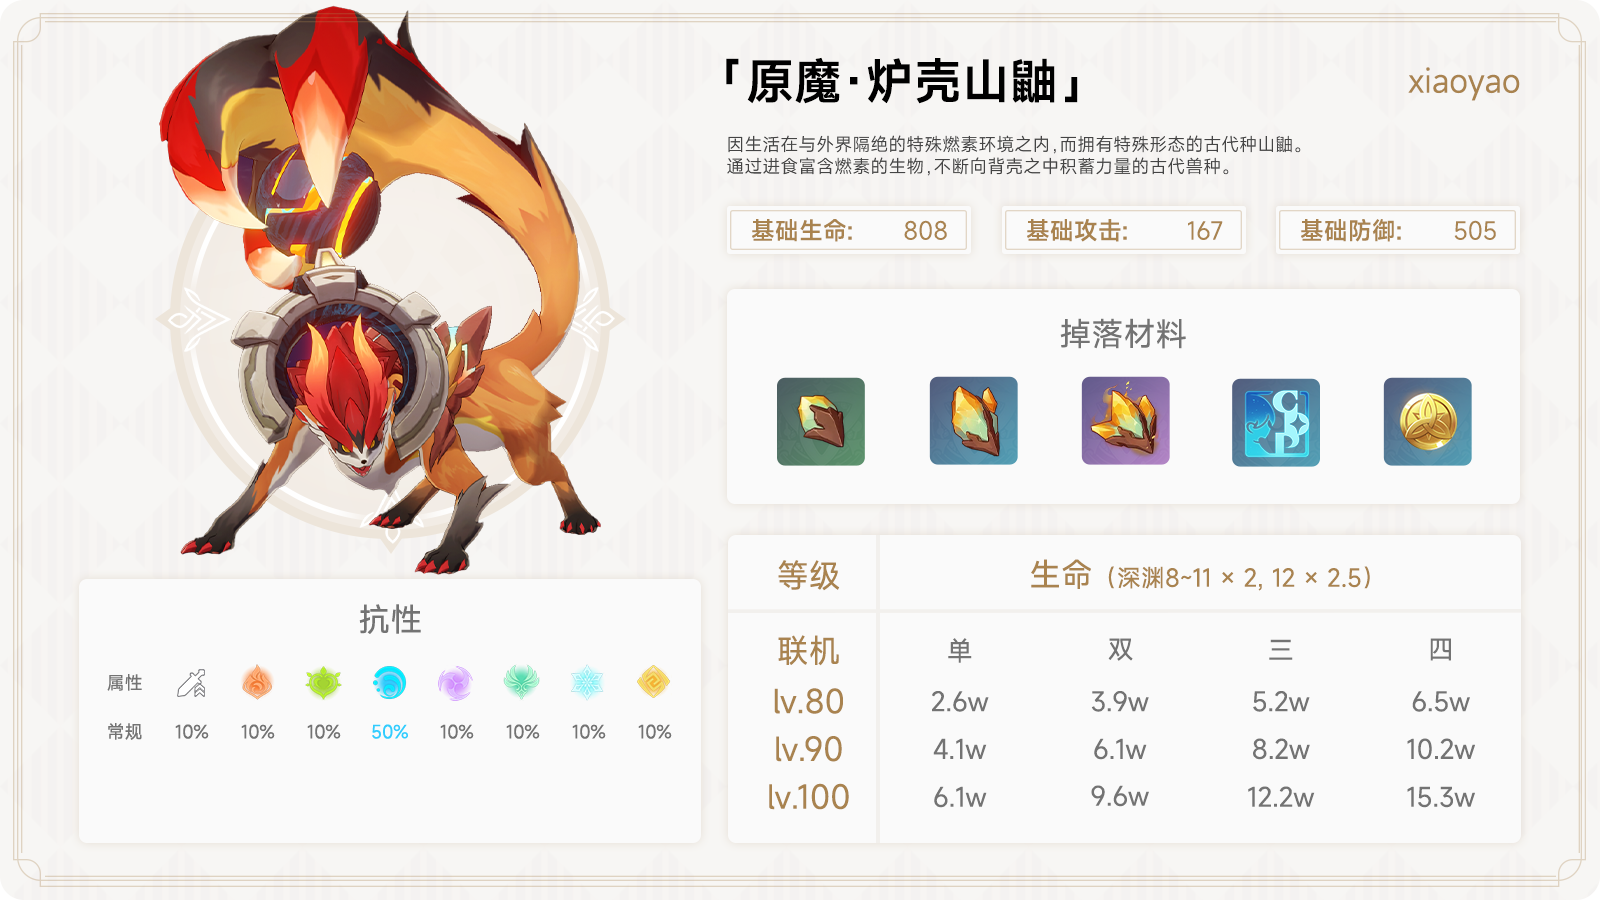 「原魔·炉壳山鼬」
xiaoyao
因生活在与外界隔绝的特殊燃素环境之内,而拥有特殊形态的古代种山鼬。
通过进食富含燃素的生物,不断向背壳之中积蓄力量的古代兽种。
基础生命: 808
基础攻击: 167
基础防御: 505
掉落材料
抗性
属性
常规 10% 10% 10% 50% 10% 10% 10% 10%
等级 生命 (深渊8~11 × 2, 12 × 2.5)
联机 单 双 三 四
lv.80 2.6w 3.9w 5.2w 6.5w
lv.90 4.1w 6.1w 8.2w 10.2w
lv.100 6.1w 9.6w 12.2w 15.3w